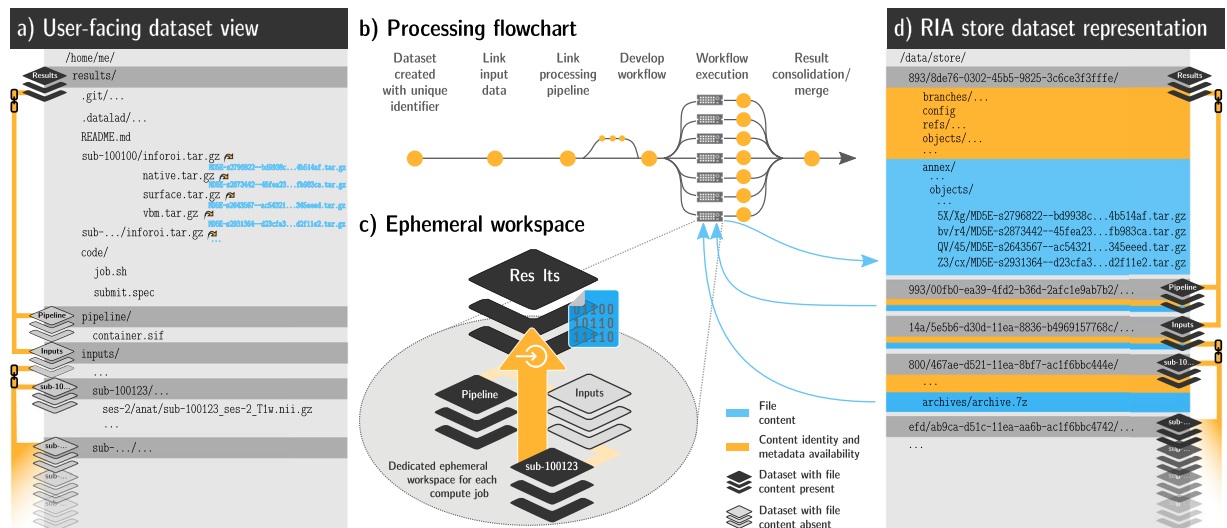 a) User-facing dataset view
/home/me/
Results
results/
.git/...
.datalad/...
README.md
sub-100100/inforoi.tar.gz
MD5E-s2796822--bd9938c...4b514af.tar.gz
native.tar.gz
MD5E-s2873442--45fea23...fb983ca.tar.gz
surface.tar.gz
MD5E-s2643567--ac54321...345eeed.tar.gz
vbm.tar.gz
MD5E-s2931364--d23cfa3...d2f11e2.tar.gz
sub-.../inforoi.tar.gz
...
code/
job.sh
submit.spec
Pipeline
pipeline/
container.sif
Inputs
inputs/
...
sub-10...
sub-100123/...
ses-2/anat/sub-100123_ses-2_T1w.nii.gz
...
sub-...
sub-.../...
sub-...
b) Processing flowchart
Dataset
created
with unique
identifier
Link
input
data
Link
processing
pipeline
Develop
workflow
Workflow
execution
Result
consolidation/
merge
c) Ephemeral workspace
Res lts
01100
10110
11110
Pipeline
Inputs
sub-100123
Dedicated ephemeral
workspace for each
compute job
File
content
Content identity and
metadata availability
Dataset with file
content present
Dataset with file
content absent
d) RIA store dataset representation
/data/store/
893/8de76-0302-45b5-9825-3c6ce3f3fffe/
Results
branches/...
config
refs/...
objects/...
...
annex/
...
objects/
...
5X/Xg/MD5E-s2796822--bd9938c...4b514af.tar.gz
bv/r4/MD5E-s2873442--45fea23...fb983ca.tar.gz
QV/45/MD5E-s2643567--ac54321...345eeed.tar.gz
Z3/cx/MD5E-s2931364--d23cfa3...d2f11e2.tar.gz
993/00fb0-ea39-4fd2-b36d-2afc1e9ab7b2/...
Pipeline
14a/5e5b6-d30d-11ea-8836-b4969157768c/...
Inputs
800/467ae-d521-11ea-8bf7-ac1f6bbc444e/
sub-10...
...
archives/archive.7z
efd/ab9ca-d51c-11ea-aa6b-ac1f6bbc4742/...
sub-...
...
sub-...
sub-...